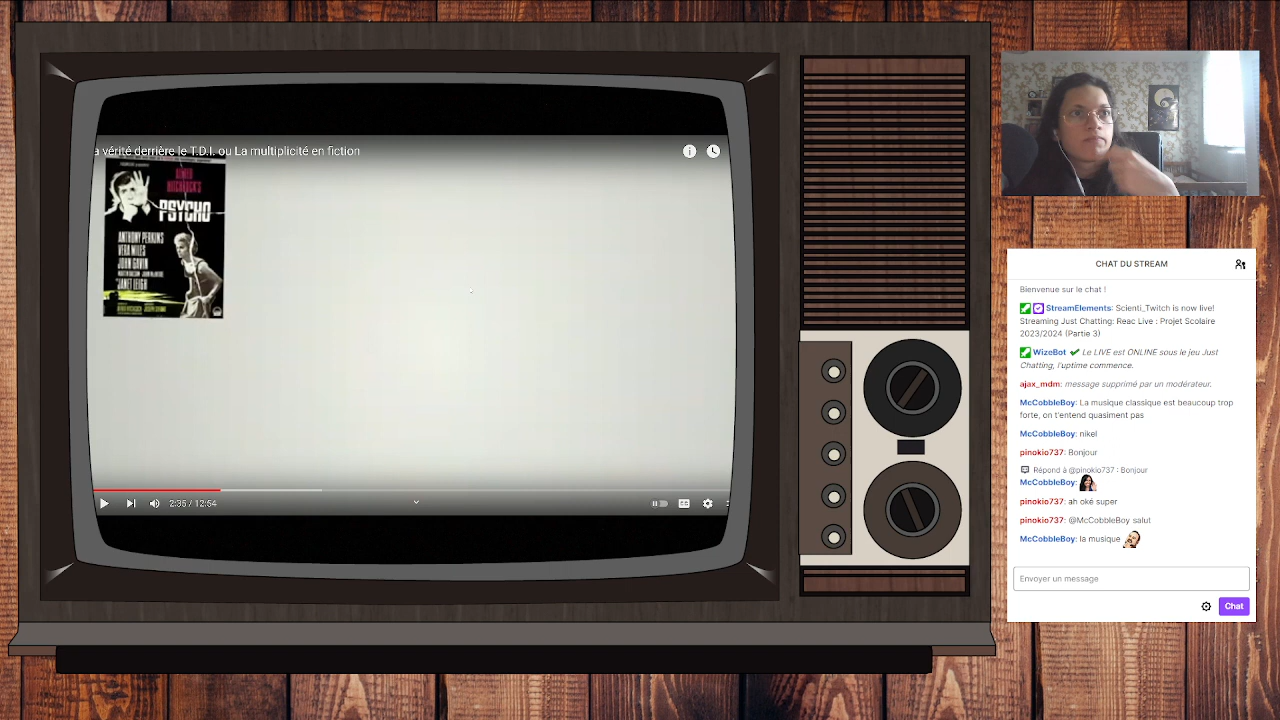 a vérité derrière le T.D.I. ou La multiplicité en fiction
ALFRED
HITCHCOCK'S
PSYCHO
ANTHONY PERKINS
VERA MILES
JOHN GAVIN
JANET LEIGH
2:35 / 12:54
CHAT DU STREAM
Bienvenue sur le chat !
StreamElements: Scienti_Twitch is now live!
Streaming Just Chatting: Reac Live : Projet Scolaire
2023/2024 (Partie 3)
WizeBot Le LIVE est ONLINE sous le jeu Just
Chatting, l'uptime commence.
ajax_mdm: message supprimé par un modérateur.
McCobbleBoy: La musique classique est beaucoup trop
forte, on t'entend quasiment pas
McCobbleBoy: nikel
pinokio737: Bonjour
Répond à @pinokio737 : Bonjour
McCobbleBoy:
pinokio737: ah oké super
pinokio737: @McCobbleBoy salut
McCobbleBoy: la musique
Envoyer un message
Chat